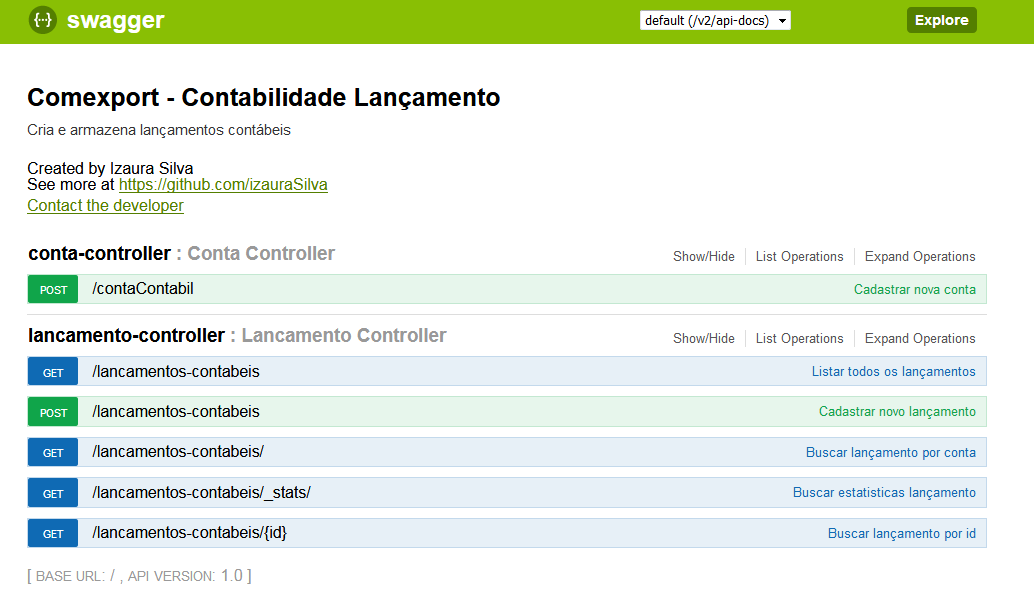 {···} swagger default (/v2/api-docs) Explore
Comexport - Contabilidade Lançamento
Cria e armazena lançamentos contábeis
Created by Izaura Silva
See more at https://github.com/izauraSilva
Contact the developer
conta-controller : Conta Controller Show/Hide List Operations Expand Operations
POST /contaContabil Cadastrar nova conta
lancamento-controller : Lancamento Controller Show/Hide List Operations Expand Operations
GET /lancamentos-contabeis Listar todos os lançamentos
POST /lancamentos-contabeis Cadastrar novo lançamento
GET /lancamentos-contabeis/ Buscar lançamento por conta
GET /lancamentos-contabeis/_stats/ Buscar estatisticas lançamento
GET /lancamentos-contabeis/{id} Buscar lançamento por id
[ BASE URL: / , API VERSION: 1.0 ]